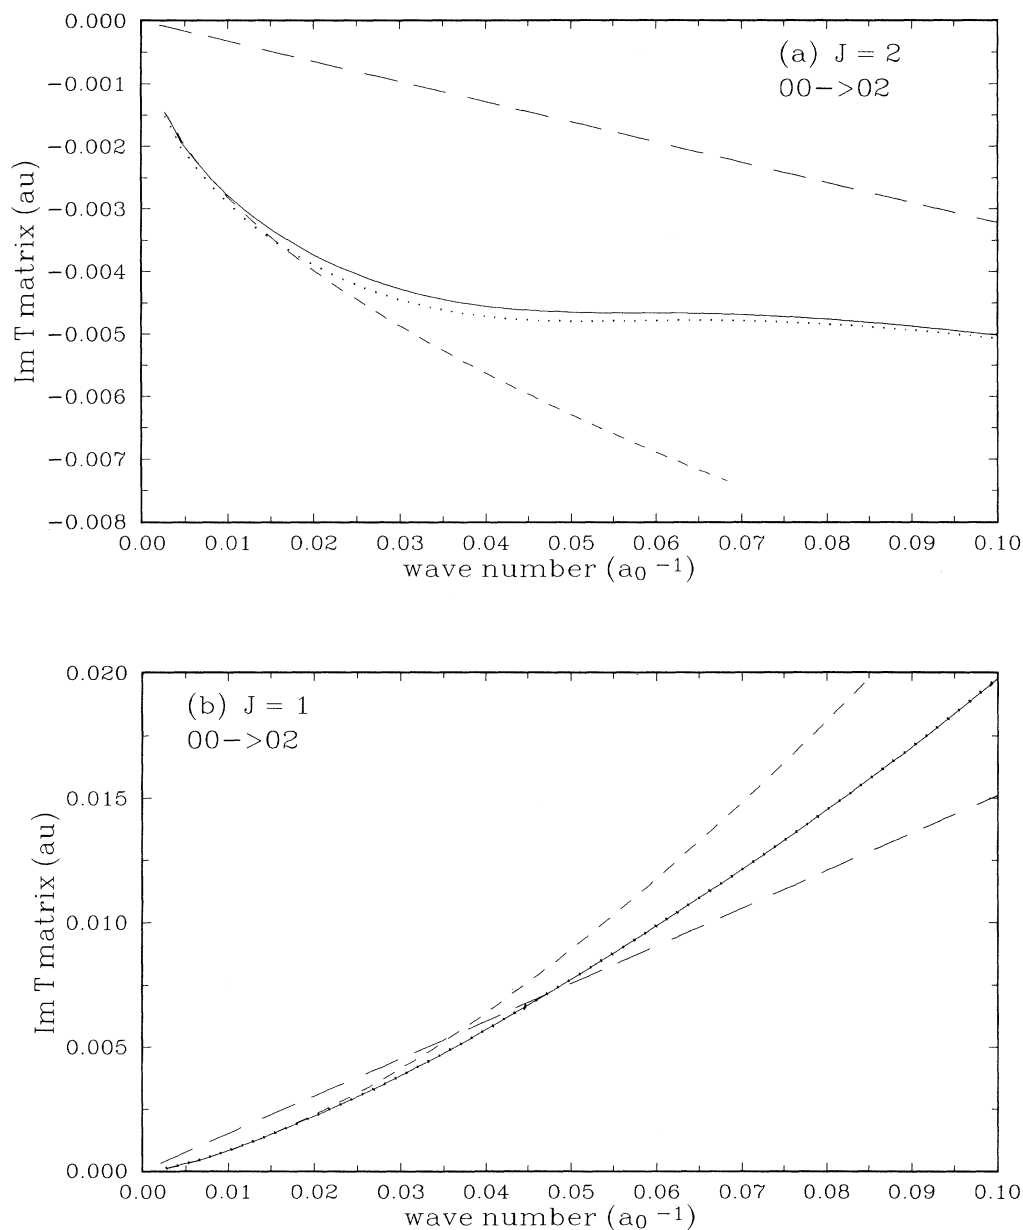 0.000
(a) J = 2
00->02
-0.001
-0.002
-0.003
-0.004
-0.005
-0.006
-0.007
-0.008
Im T matrix (au)
0.00 0.01 0.02 0.03 0.04 0.05 0.06 0.07 0.08 0.09 0.10
wave number (a₀⁻¹)
0.020
(b) J = 1
00->02
0.015
0.010
0.005
0.000
Im T matrix (au)
0.00 0.01 0.02 0.03 0.04 0.05 0.06 0.07 0.08 0.09 0.10
wave number (a₀⁻¹)